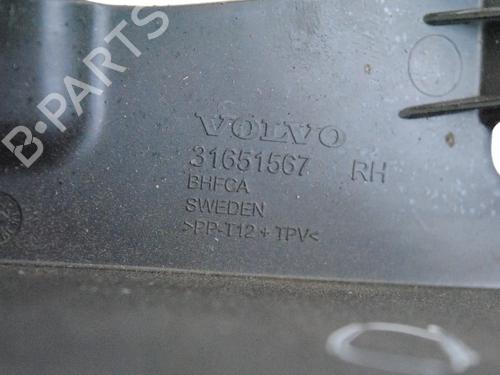 B-PARTS
VOLVO
31651567 RH
BHFCA
SWEDEN
>PP-T12+TPV<